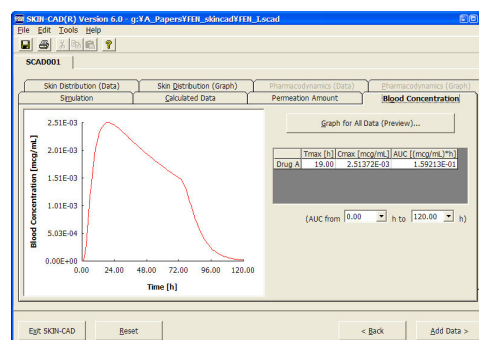 SKIN-CAD(R) Version 6.0 - g:¥A_Papers¥FEN_skincad¥FEN_I.scad
File Edit Tools Help
SCAD001
Skin Distribution (Data) Skin Distribution (Graph) Pharmacodynamics (Data) Pharmacodynamics (Graph)
Simulation Calculated Data Permeation Amount Blood Concentration
Graph for All Data (Preview)...
Tmax [h] Cmax [mcg/mL] AUC [(mcg/mL)*h]
Drug A 19.00 2.51372E-03 1.59213E-01
(AUC from 0.00 h to 120.00 h)
Blood Concentration [mcg/mL]
2.51E-03
2.01E-03
1.51E-03
1.01E-03
5.03E-04
0.00E+00
0.00 24.00 48.00 72.00 96.00 120.00
Time [h]
Exit SKIN-CAD Reset < Back Add Data >